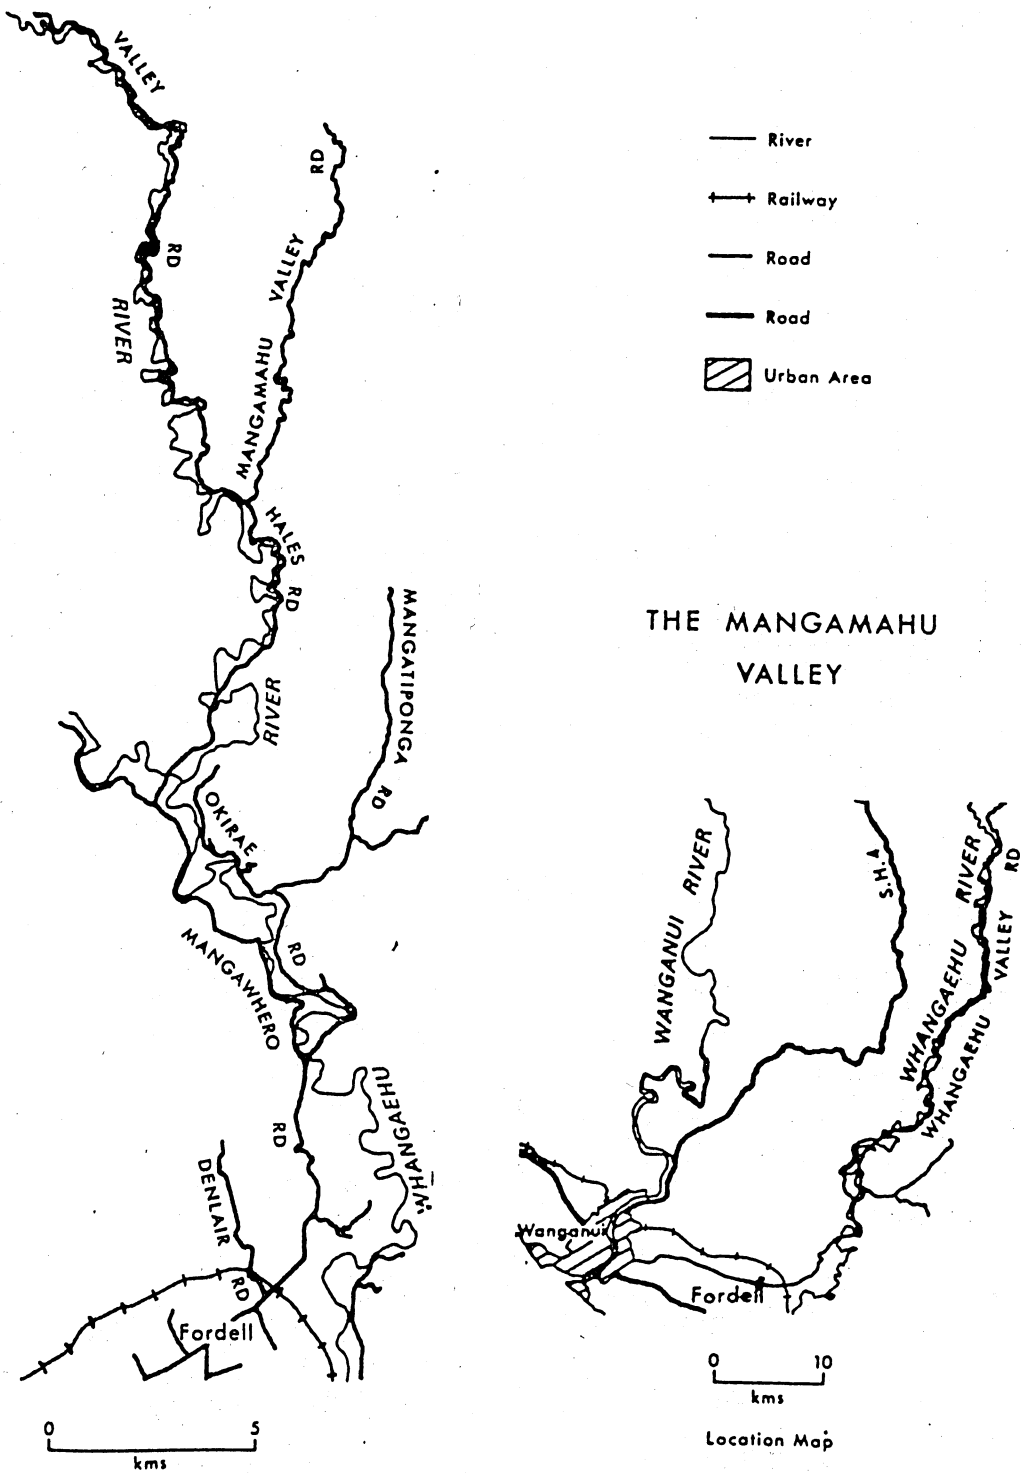 VALLEY
RD
RIVER
RD
VALLEY
MANGAMAHU
HALES
RD
RIVER
MANGATIPONGA
RD
OKIRAE
RD
MANGAWHERO
RD
WHANGAEHU
DENLAIR
RD
Fordell
0 5
kms
River
Railway
Road
Road
Urban Area
THE MANGAMAHU
VALLEY
WANGANUI RIVER
S.H.4
WHANGAEHU RIVER
WHANGAEHU VALLEY RD
Wanganui
Fordell
0 10
kms
Location Map